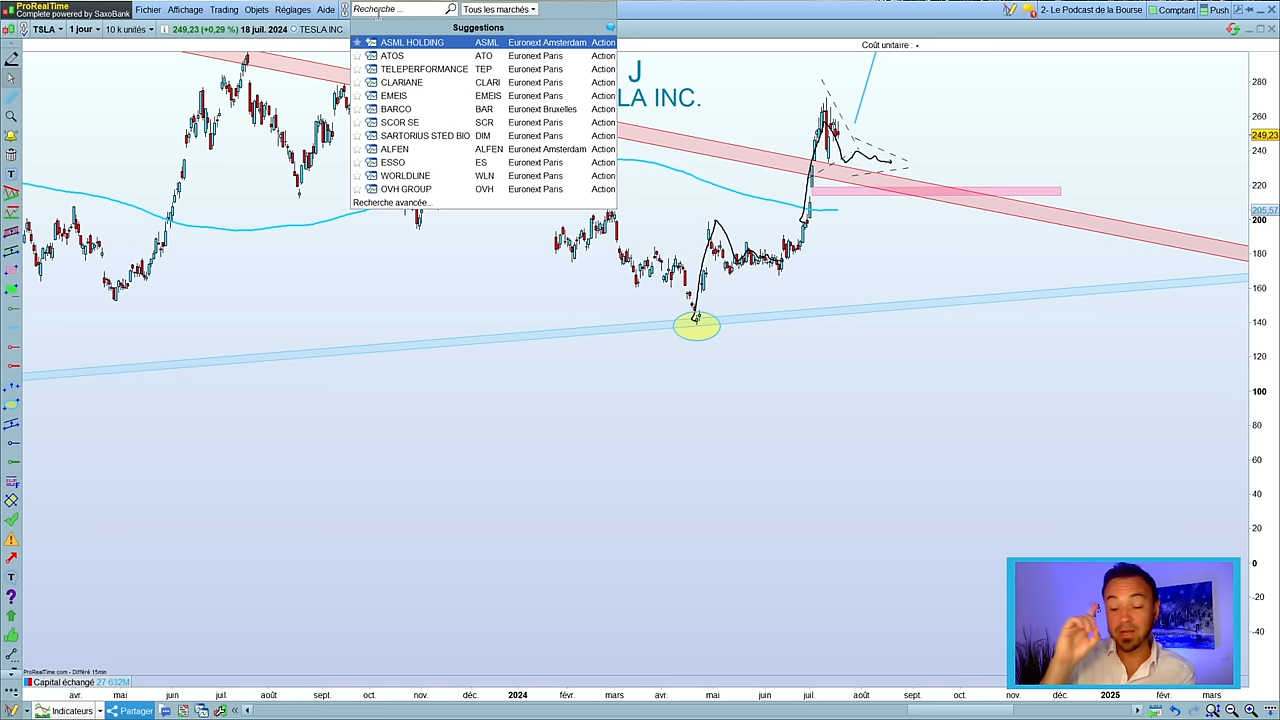 ProRealTime
Complete powered by SaxoBank
Fichier Affichage Trading Objets Réglages Aide
Recherche ...
Tous les marchés
2- Le Podcast de la Bourse Comptant Push
TSLA 1 jour 10 k unités 249,23 (+0,29 %) 18 juil. 2024 TESLA INC.
Coût unitaire : -
Suggestions
ASML HOLDING ASML Euronext Amsterdam Action
ATOS ATO Euronext Paris Action
TELEPERFORMANCE TEP Euronext Paris Action
CLARIANE CLARI Euronext Paris Action
EMEIS EMEIS Euronext Paris Action
BARCO BAR Euronext Bruxelles Action
SCOR SE SCR Euronext Paris Action
SARTORIUS STED BIO DIM Euronext Paris Action
ALFEN ALFEN Euronext Amsterdam Action
ESSO ES Euronext Paris Action
WORLDLINE WLN Euronext Paris Action
OVH GROUP OVH Euronext Paris Action
Recherche avancée...
J
LA INC.
280
260
249,23
240
220
205,57
200
180
160
140
120
100
80
60
40
20
0
-20
-40
ProRealTime.com - Différé 15min
Capital échangé 27 632M
avr. mai juin juil. août sept. oct. nov. déc. 2024 févr. mars avr. mai juin juil. août sept. oct. nov. déc. 2025 févr. mars
Indicateurs Partager